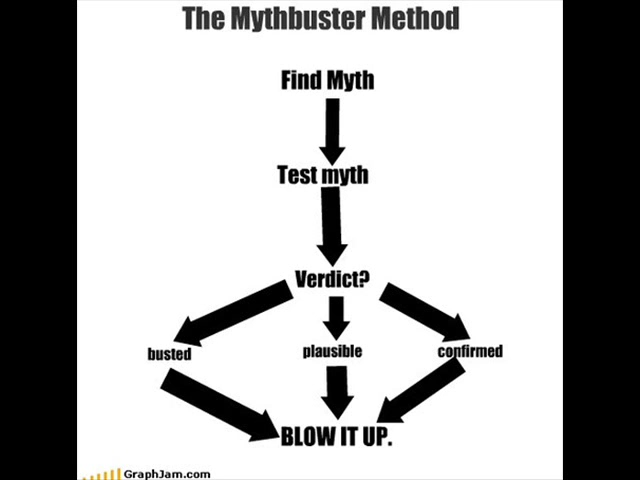 The Mythbuster Method
Find Myth
Test myth
Verdict?
busted
plausible
confirmed
BLOW IT UP.
GraphJam.com